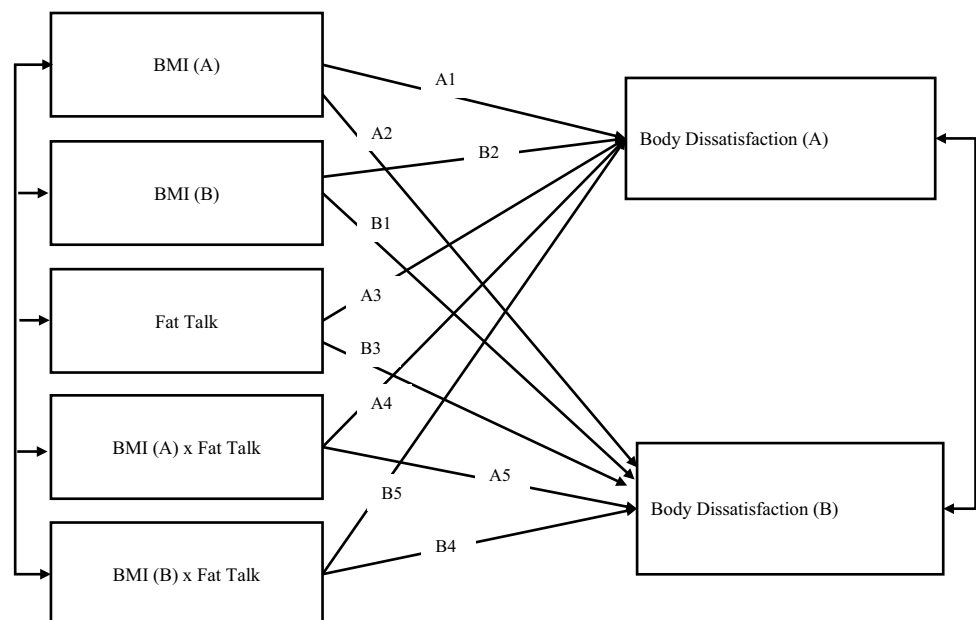 BMI (A)
BMI (B)
Fat Talk
BMI (A) x Fat Talk
BMI (B) x Fat Talk
A1
A2
B2
B1
A3
B3
A4
A5
B5
B4
Body Dissatisfaction (A)
Body Dissatisfaction (B)